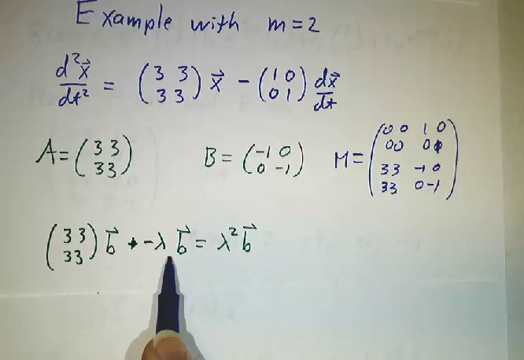 Example with m=2
d²x⃗/dt² = (3 3 / 3 3) x⃗ - (1 0 / 0 1) dx⃗/dt
A = (3 3 / 3 3) B = (-1 0 / 0 -1) M = (0 0 1 0 / 0 0 0 1 / 3 3 -1 0 / 3 3 0 -1)
(3 3 / 3 3) b⃗ + -λ b⃗ = λ² b⃗